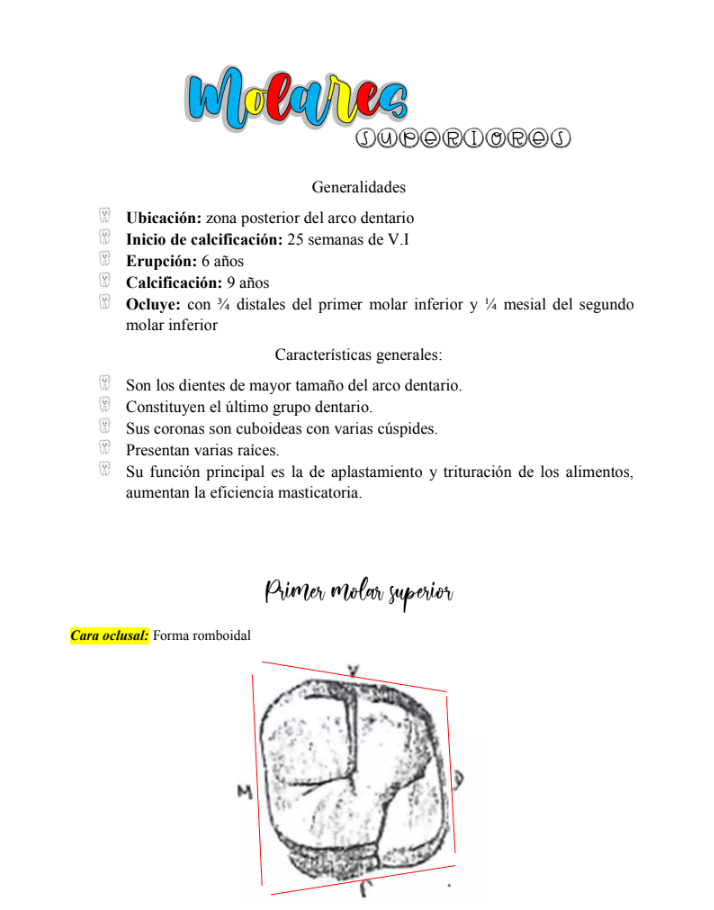 Molares
SUPERIORES
Generalidades
Ubicación: zona posterior del arco dentario
Inicio de calcificación: 25 semanas de V.I
Erupción: 6 años
Calcificación: 9 años
Ocluye: con ¾ distales del primer molar inferior y ¼ mesial del segundo
molar inferior
Características generales:
Son los dientes de mayor tamaño del arco dentario.
Constituyen el último grupo dentario.
Sus coronas son cuboideas con varias cúspides.
Presentan varias raíces.
Su función principal es la de aplastamiento y trituración de los alimentos,
aumentan la eficiencia masticatoria.
Primer molar superior
Cara oclusal: Forma romboidal
V
M
D